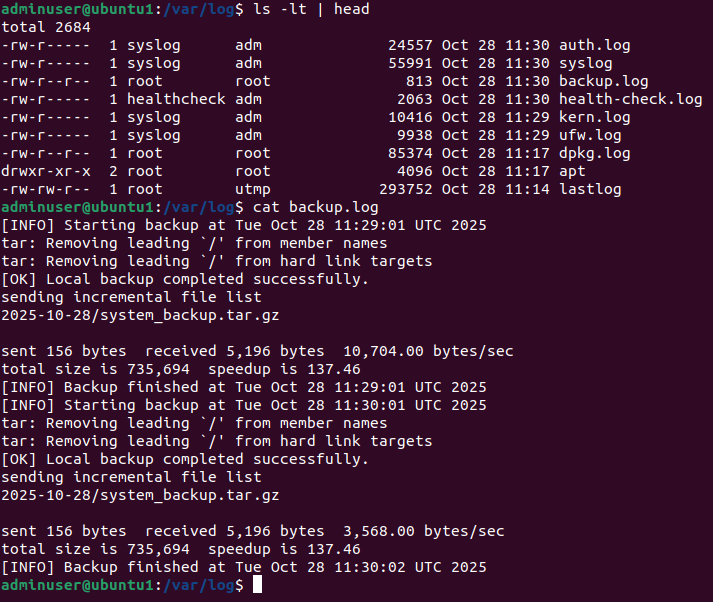 adminuser@ubuntu1:/var/log$ ls -lt | head
total 2684
-rw-r-----  1 syslog      adm              24557 Oct 28 11:30 auth.log
-rw-r-----  1 syslog      adm              55991 Oct 28 11:30 syslog
-rw-r--r--  1 root        root               813 Oct 28 11:30 backup.log
-rw-r-----  1 healthcheck adm               2063 Oct 28 11:30 health-check.log
-rw-r-----  1 syslog      adm              10416 Oct 28 11:29 kern.log
-rw-r-----  1 syslog      adm               9938 Oct 28 11:29 ufw.log
-rw-r--r--  1 root        root             85374 Oct 28 11:17 dpkg.log
drwxr-xr-x  2 root        root              4096 Oct 28 11:17 apt
-rw-rw-r--  1 root        utmp            293752 Oct 28 11:14 lastlog
adminuser@ubuntu1:/var/log$ cat backup.log
[INFO] Starting backup at Tue Oct 28 11:29:01 UTC 2025
tar: Removing leading `/' from member names
tar: Removing leading `/' from hard link targets
[OK] Local backup completed successfully.
sending incremental file list
2025-10-28/system_backup.tar.gz

sent 156 bytes  received 5,196 bytes  10,704.00 bytes/sec
total size is 735,694  speedup is 137.46
[INFO] Backup finished at Tue Oct 28 11:29:01 UTC 2025
[INFO] Starting backup at Tue Oct 28 11:30:01 UTC 2025
tar: Removing leading `/' from member names
tar: Removing leading `/' from hard link targets
[OK] Local backup completed successfully.
sending incremental file list
2025-10-28/system_backup.tar.gz

sent 156 bytes  received 5,196 bytes  3,568.00 bytes/sec
total size is 735,694  speedup is 137.46
[INFO] Backup finished at Tue Oct 28 11:30:02 UTC 2025
adminuser@ubuntu1:/var/log$